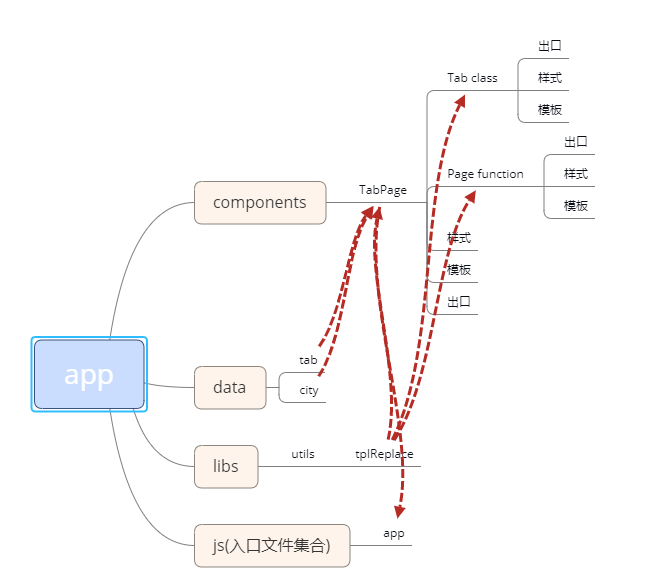 app
components
TabPage
Tab class
出口
样式
模板
Page function
出口
样式
模板
样式
模板
出口
data
tab
city
libs
utils
tplReplace
js(入口文件集合)
app